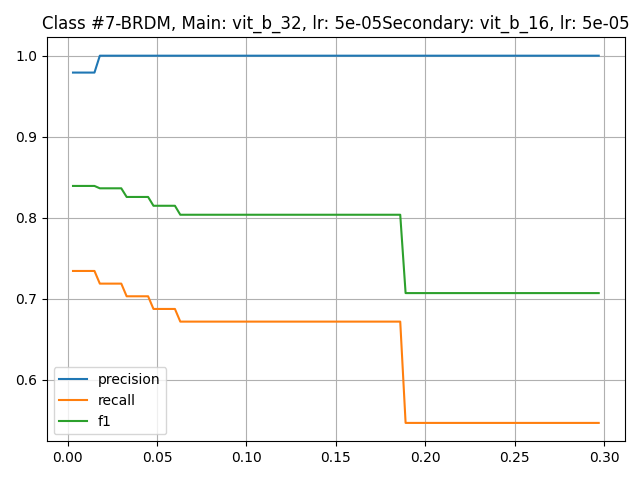 Class #7-BRDM, Main: vit_b_32, lr: 5e-05Secondary: vit_b_16, lr: 5e-05
1.0
0.9
0.8
0.7
0.6
precision
recall
f1
0.00 0.05 0.10 0.15 0.20 0.25 0.30